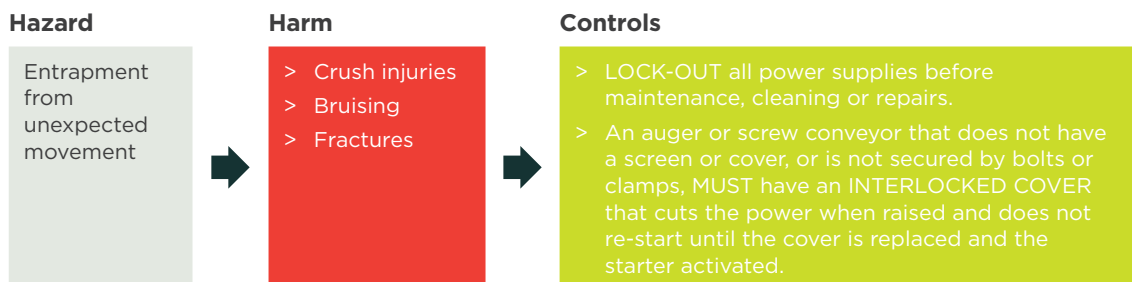 Hazard
Entrapment
from
unexpected
movement
Harm
> Crush injuries
> Bruising
> Fractures
Controls
> LOCK-OUT all power supplies before
maintenance, cleaning or repairs.
> An auger or screw conveyor that does not have
a screen or cover, or is not secured by bolts or
clamps, MUST have an INTERLOCKED COVER
that cuts the power when raised and does not
re-start until the cover is replaced and the
starter activated.